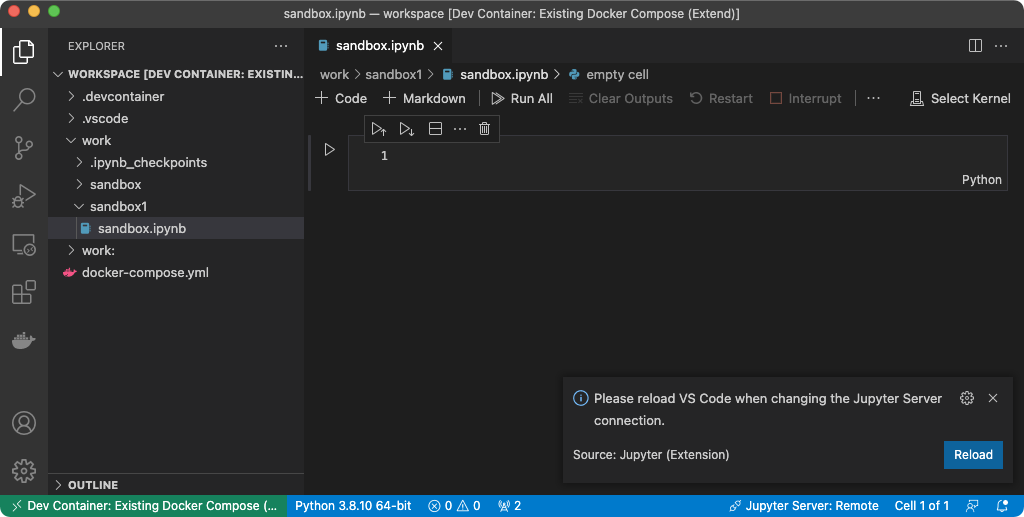 sandbox.ipynb — workspace [Dev Container: Existing Docker Compose (Extend)]
EXPLORER
WORKSPACE [DEV CONTAINER: EXISTIN...
.devcontainer
.vscode
work
.ipynb_checkpoints
sandbox
sandbox1
sandbox.ipynb
work:
docker-compose.yml
OUTLINE
sandbox.ipynb
work > sandbox1 > sandbox.ipynb > empty cell
+ Code + Markdown Run All Clear Outputs Restart Interrupt ... Select Kernel
1
Python
Please reload VS Code when changing the Jupyter Server
connection.
Source: Jupyter (Extension) Reload
Dev Container: Existing Docker Compose (... Python 3.8.10 64-bit 0 0 2 Jupyter Server: Remote Cell 1 of 1